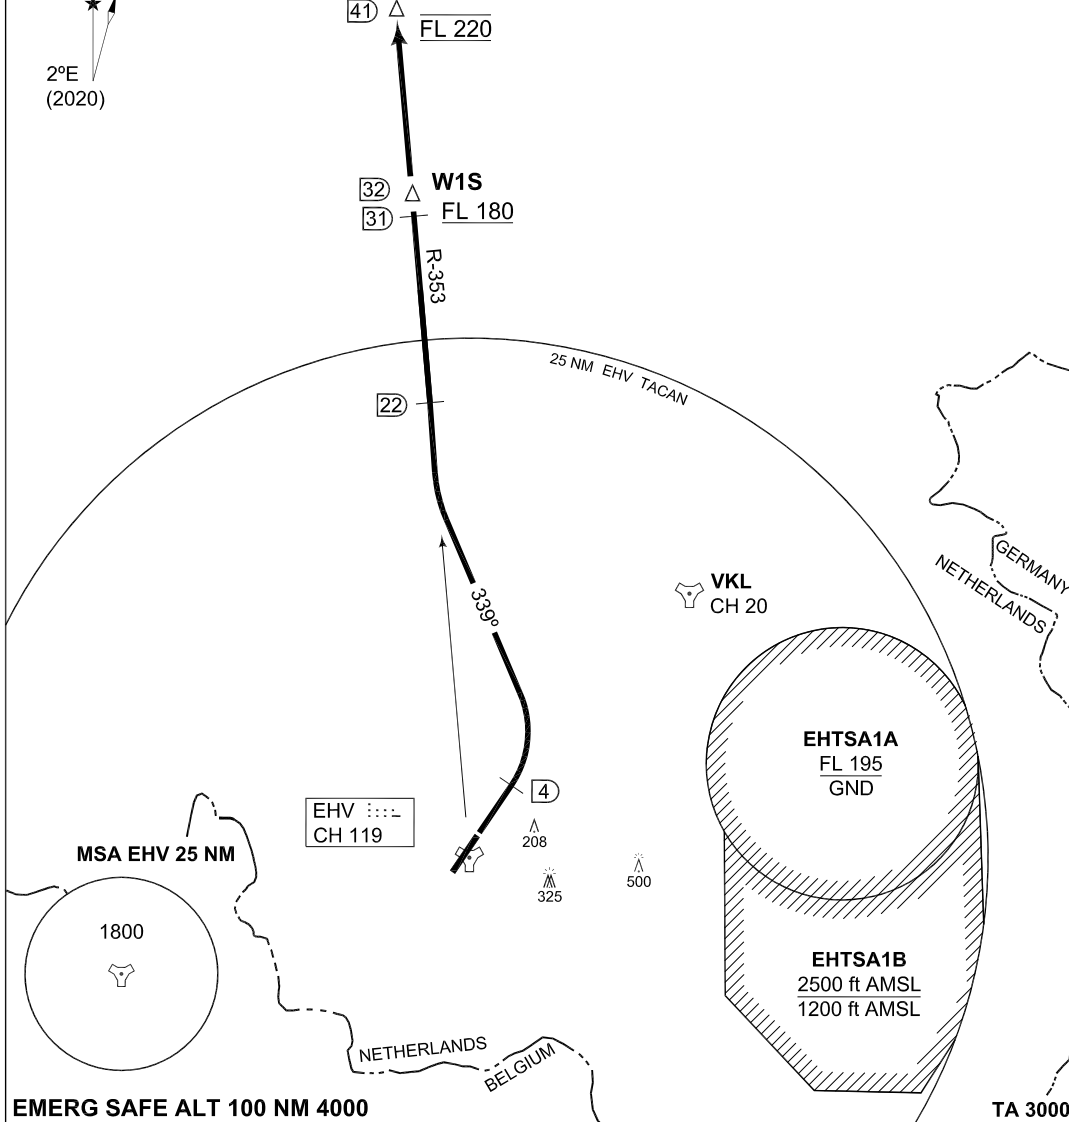 41
FL 220
2ºE
(2020)
32
W1S
31
FL 180
R-353
25 NM EHV TACAN
22
GERMANY
NETHERLANDS
VKL
CH 20
339º
EHTSA1A
FL 195
GND
4
EHV
CH 119
208
MSA EHV 25 NM
325
500
1800
EHTSA1B
2500 ft AMSL
1200 ft AMSL
NETHERLANDS
BELGIUM
EMERG SAFE ALT 100 NM 4000
TA 3000